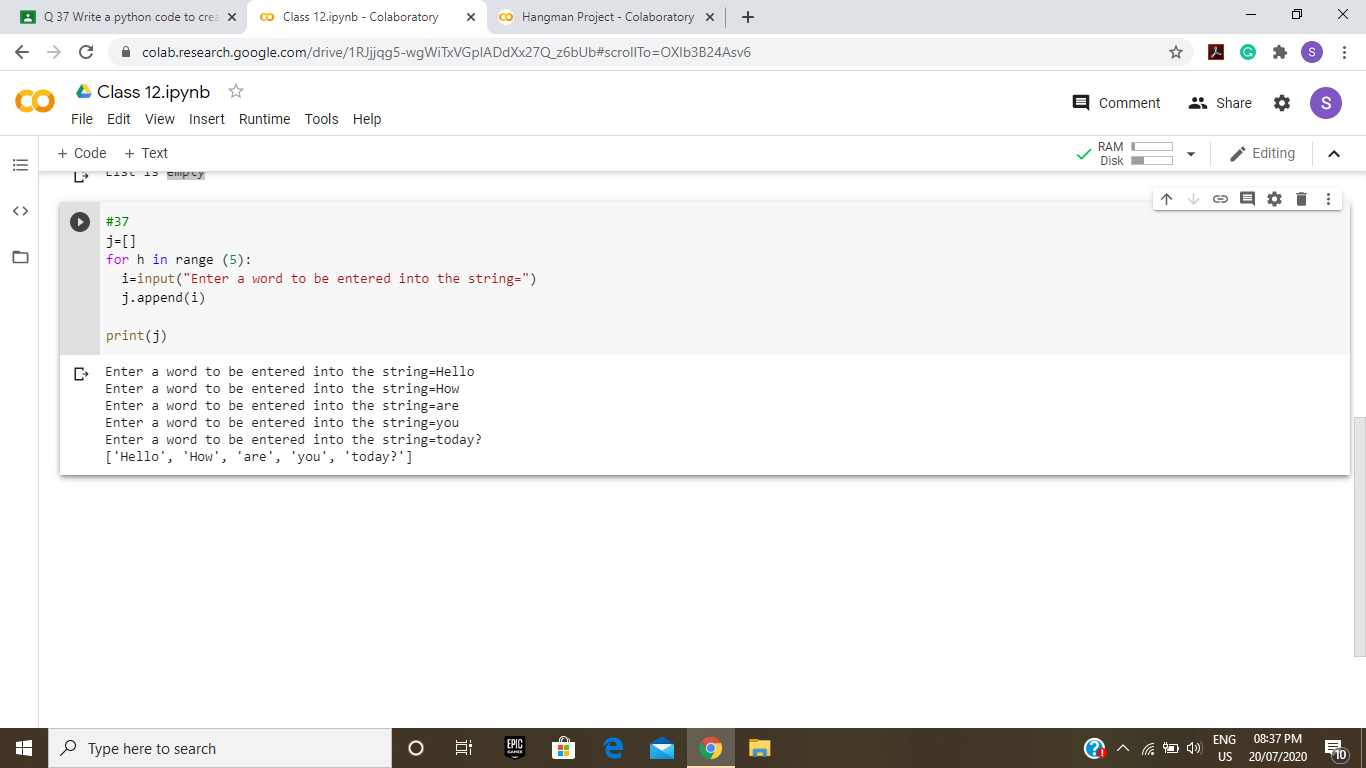 Q 37 Write a python code to crea
Class 12.ipynb - Colaboratory
Hangman Project - Colaboratory
colab.research.google.com/drive/1RJjjqg5-wgWiTxVGpIADdXx27Q_z6bUb#scrollTo=OXIb3B24Asv6
S
Class 12.ipynb
Comment
Share
S
File Edit View Insert Runtime Tools Help
+ Code + Text
RAM
Disk
Editing
List is empty
#37
j=[]
for h in range (5):
i=input("Enter a word to be entered into the string=")
j.append(i)
print(j)
Enter a word to be entered into the string=Hello
Enter a word to be entered into the string=How
Enter a word to be entered into the string=are
Enter a word to be entered into the string=you
Enter a word to be entered into the string=today?
['Hello', 'How', 'are', 'you', 'today?']
Type here to search
EPIC
GAMES
ENG
US
08:37 PM
20/07/2020
10